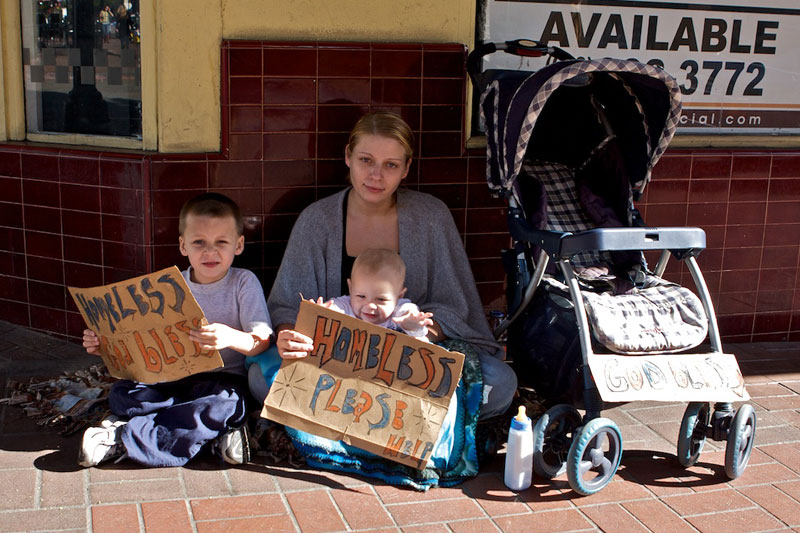 AVAILABLE
3772
cial.com
HOMELESS
GOD BLESS
HOMELESS
PLEASE
HELP
GOD BLESS